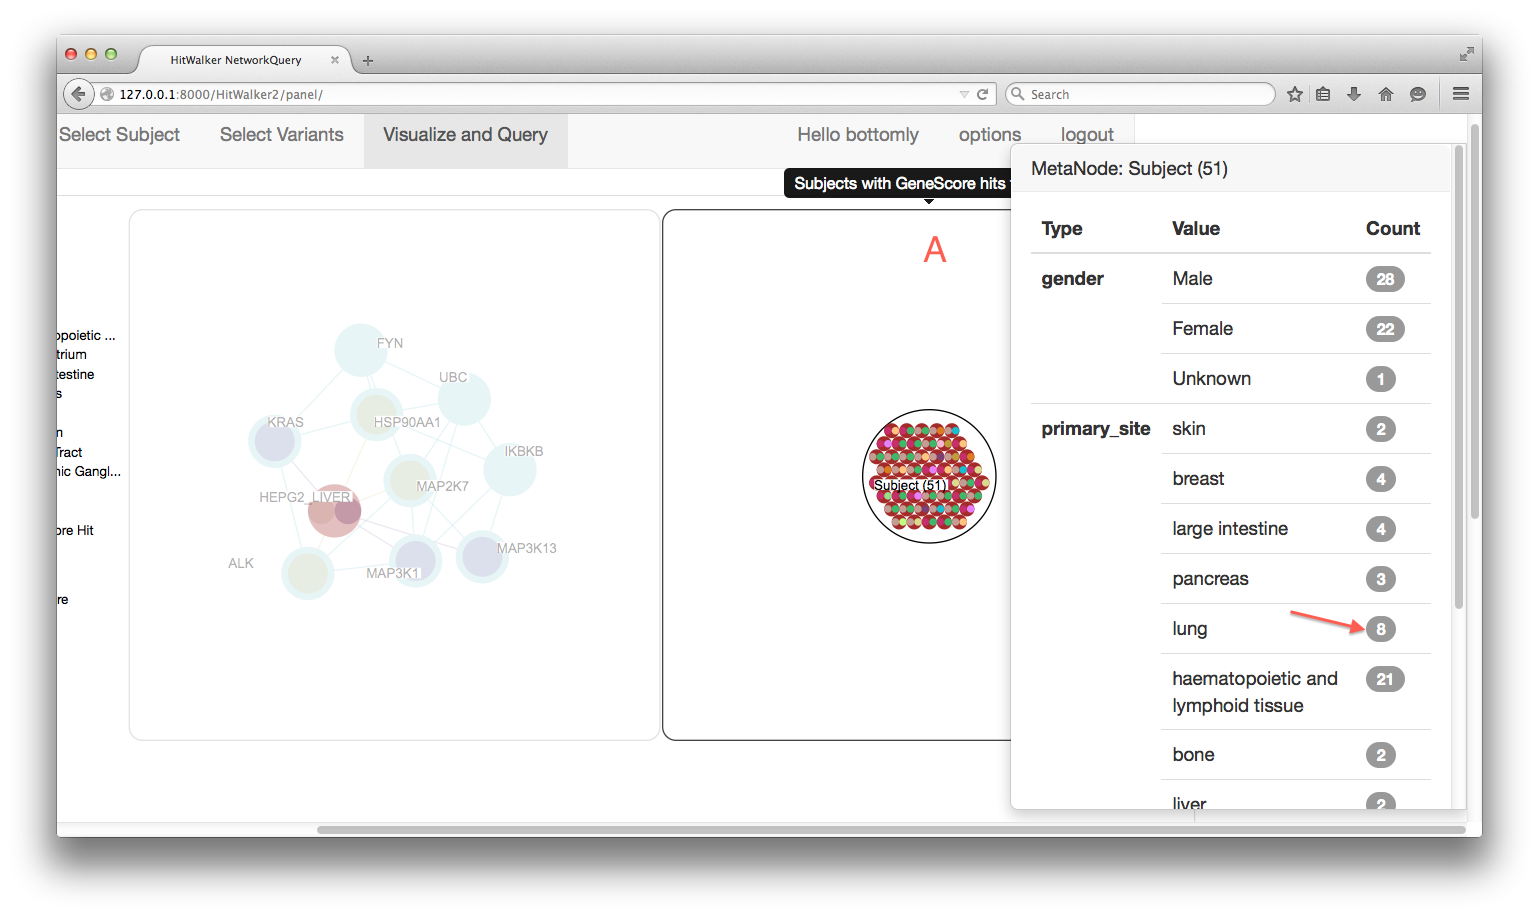 HitWalker NetworkQuery
127.0.0.1:8000/HitWalker2/panel/
Search
Select Subject
Select Variants
Visualize and Query
Hello bottomly
options
logout
Subjects with GeneScore hits
A
opoietic ...
trium
testine
s
n
Tract
nic Gangl...
ore Hit
re
FYN
UBC
KRAS
HSP90AA1
IKBKB
MAP2K7
HEPG2_LIVER
MAP3K13
ALK
MAP3K1
Subject (51)
MetaNode: Subject (51)
Type Value Count
gender Male 28
Female 22
Unknown 1
primary_site skin 2
breast 4
large intestine 4
pancreas 3
lung 8
haematopoietic and
lymphoid tissue 21
bone 2
liver 2